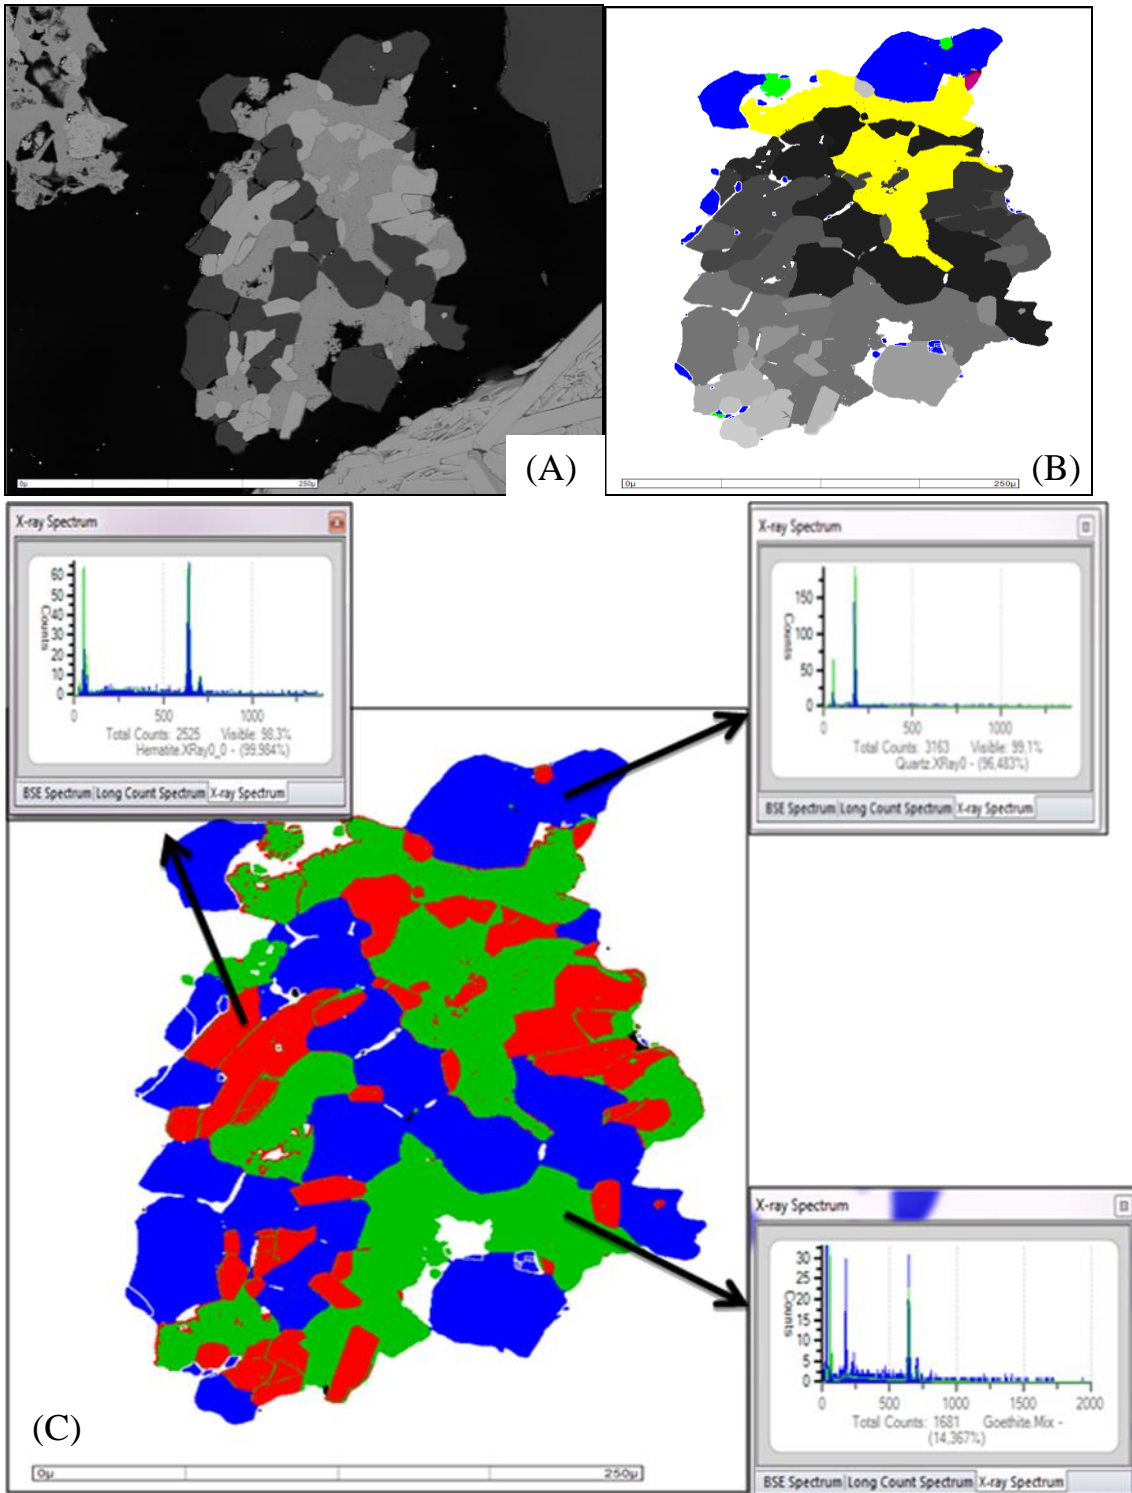 (A)
0µ 250µ
(B)
0µ 250µ
X-ray Spectrum
60
50
40
30
20
10
0
Counts
0 500 1000
Total Counts: 2525 Visible: 98,3%
Hematite.XRay0_0 - (99,984%)
BSE Spectrum Long Count Spectrum X-ray Spectrum
X-ray Spectrum
150
100
50
0
Counts
0 500 1000
Total Counts: 3163 Visible: 99,1%
Quartz.XRay0 - (96,483%)
BSE Spectrum Long Count Spectrum X-ray Spectrum
X-ray Spectrum
30
25
20
15
10
5
0
Counts
0 500 1000 1500 2000
Total Counts: 1681 Goethite.Mix -
(14,367%)
BSE Spectrum Long Count Spectrum X-ray Spectrum
(C)
0µ 250µ